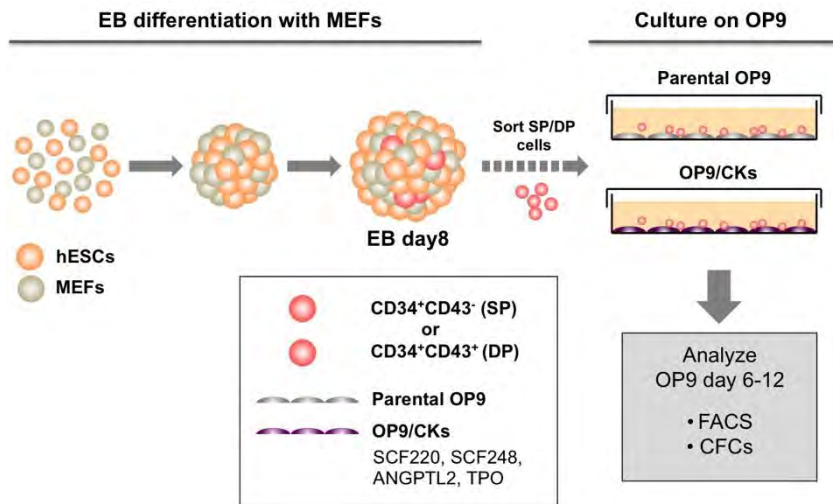 EB differentiation with MEFs
Culture on OP9
Parental OP9
Sort SP/DP
cells
OP9/CKs
EB day8
hESCs
MEFs
CD34⁺CD43⁻ (SP)
or
CD34⁺CD43⁺ (DP)
Parental OP9
OP9/CKs
SCF220, SCF248,
ANGPTL2, TPO
Analyze
OP9 day 6-12
• FACS
• CFCs